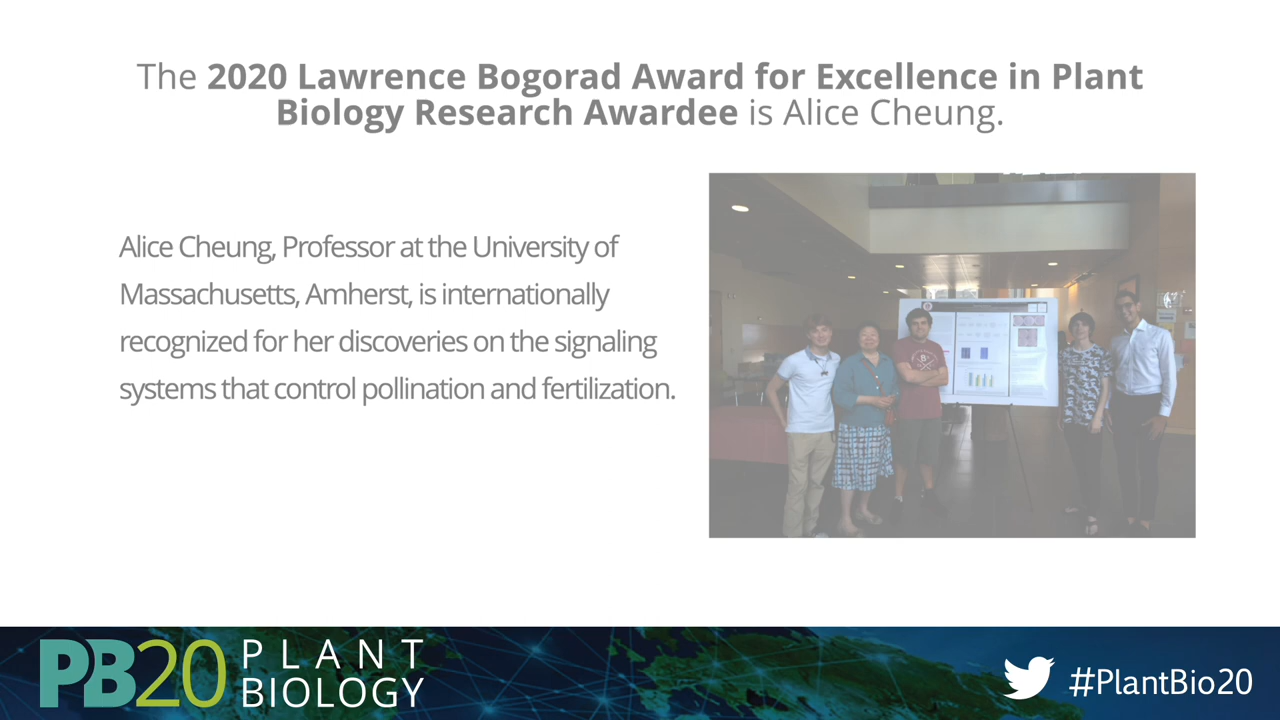 The 2020 Lawrence Bogorad Award for Excellence in Plant
Biology Research Awardee is Alice Cheung.
Alice Cheung, Professor at the University of
Massachusetts, Amherst, is internationally
recognized for her discoveries on the signaling
systems that control pollination and fertilization.
PB20
PLANT
BIOLOGY
#PlantBio20